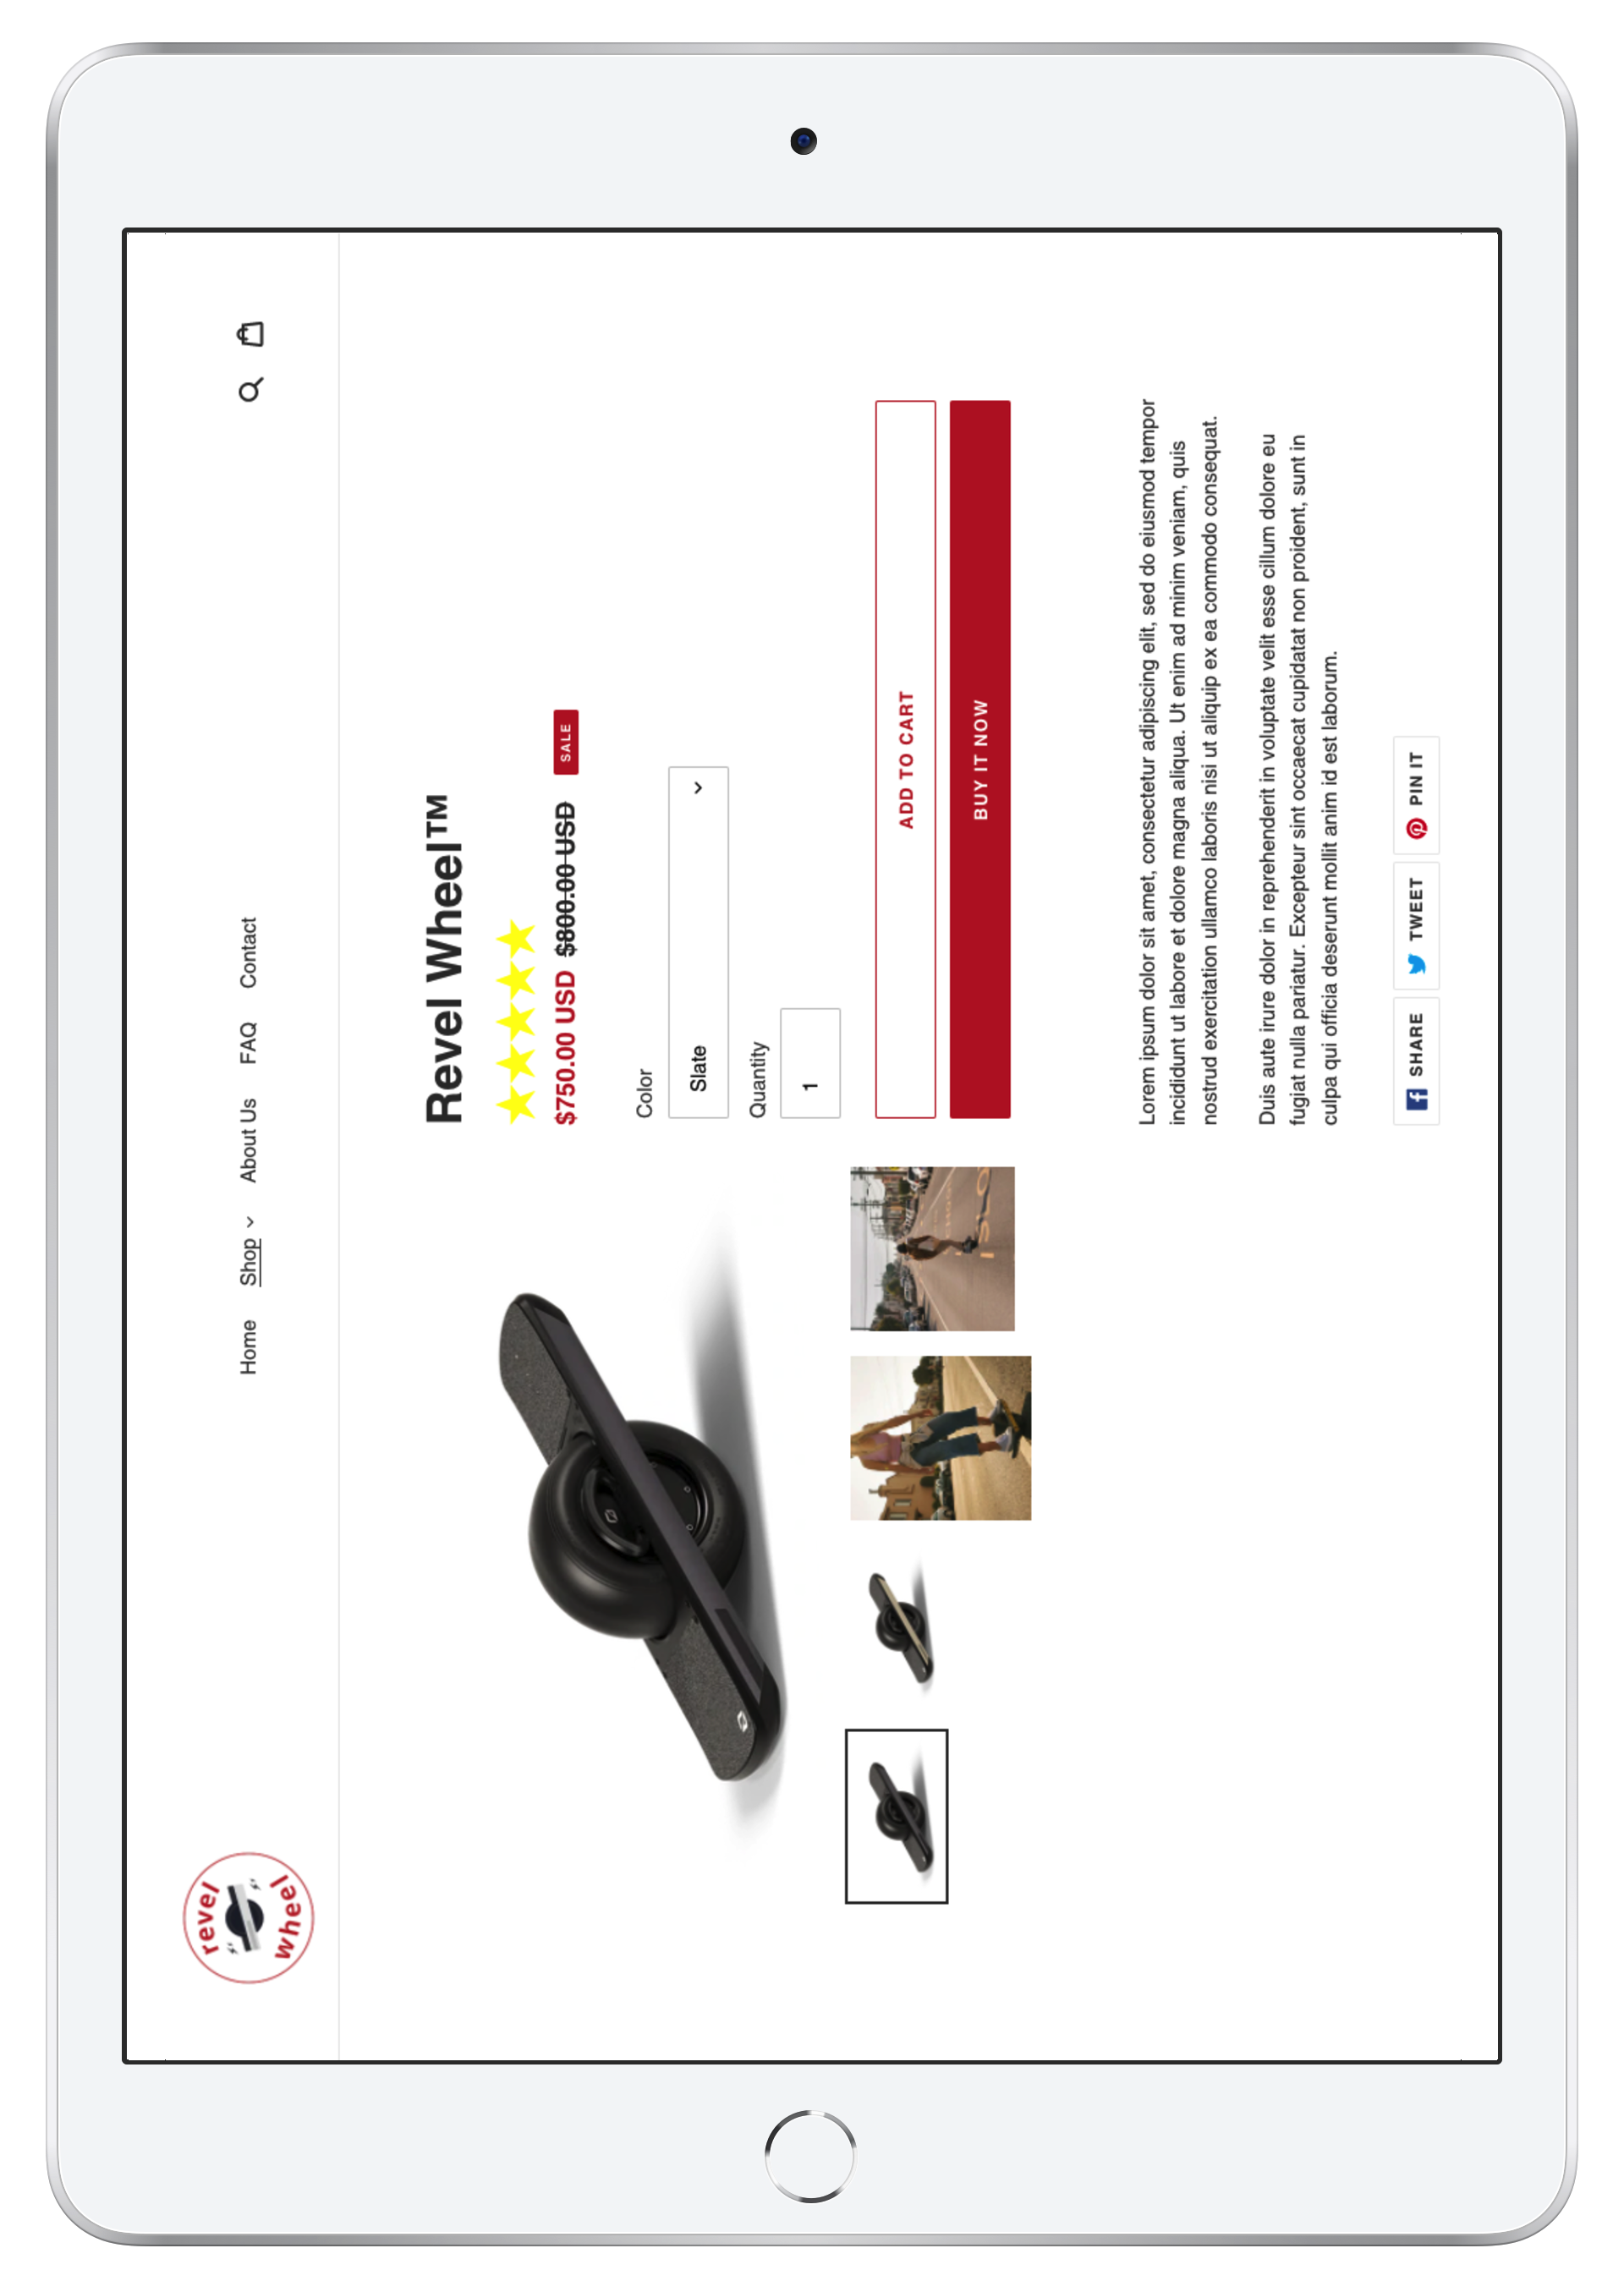 revel
wheel
Home Shop About Us FAQ Contact
Revel Wheel™
$750.00 USD $800.00 USD SALE
Color
Slate
Quantity
1
ADD TO CART
BUY IT NOW
Lorem ipsum dolor sit amet, consectetur adipiscing elit, sed do eiusmod tempor
incididunt ut labore et dolore magna aliqua. Ut enim ad minim veniam, quis
nostrud exercitation ullamco laboris nisi ut aliquip ex ea commodo consequat.
Duis aute irure dolor in reprehenderit in voluptate velit esse cillum dolore eu
fugiat nulla pariatur. Excepteur sint occaecat cupidatat non proident, sunt in
culpa qui officia deserunt mollit anim id est laborum.
SHARE TWEET PIN IT